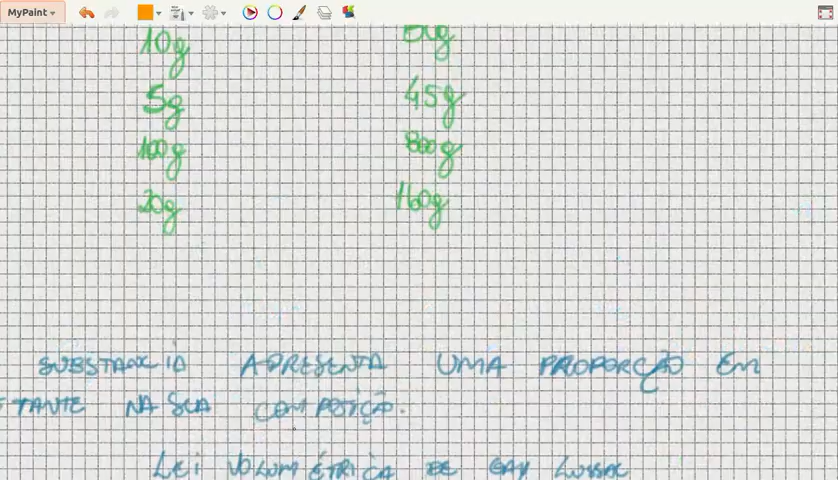 MyPaint
10g
5g 45g
100g 800g
20g 160g
SUBSTANCIA APRESENTA UMA PROPORÇÃO EM
TANTE NA SUA COMPOSIÇÃO.
LEI VOLUMÉTRICA DE GAY LUSSAC